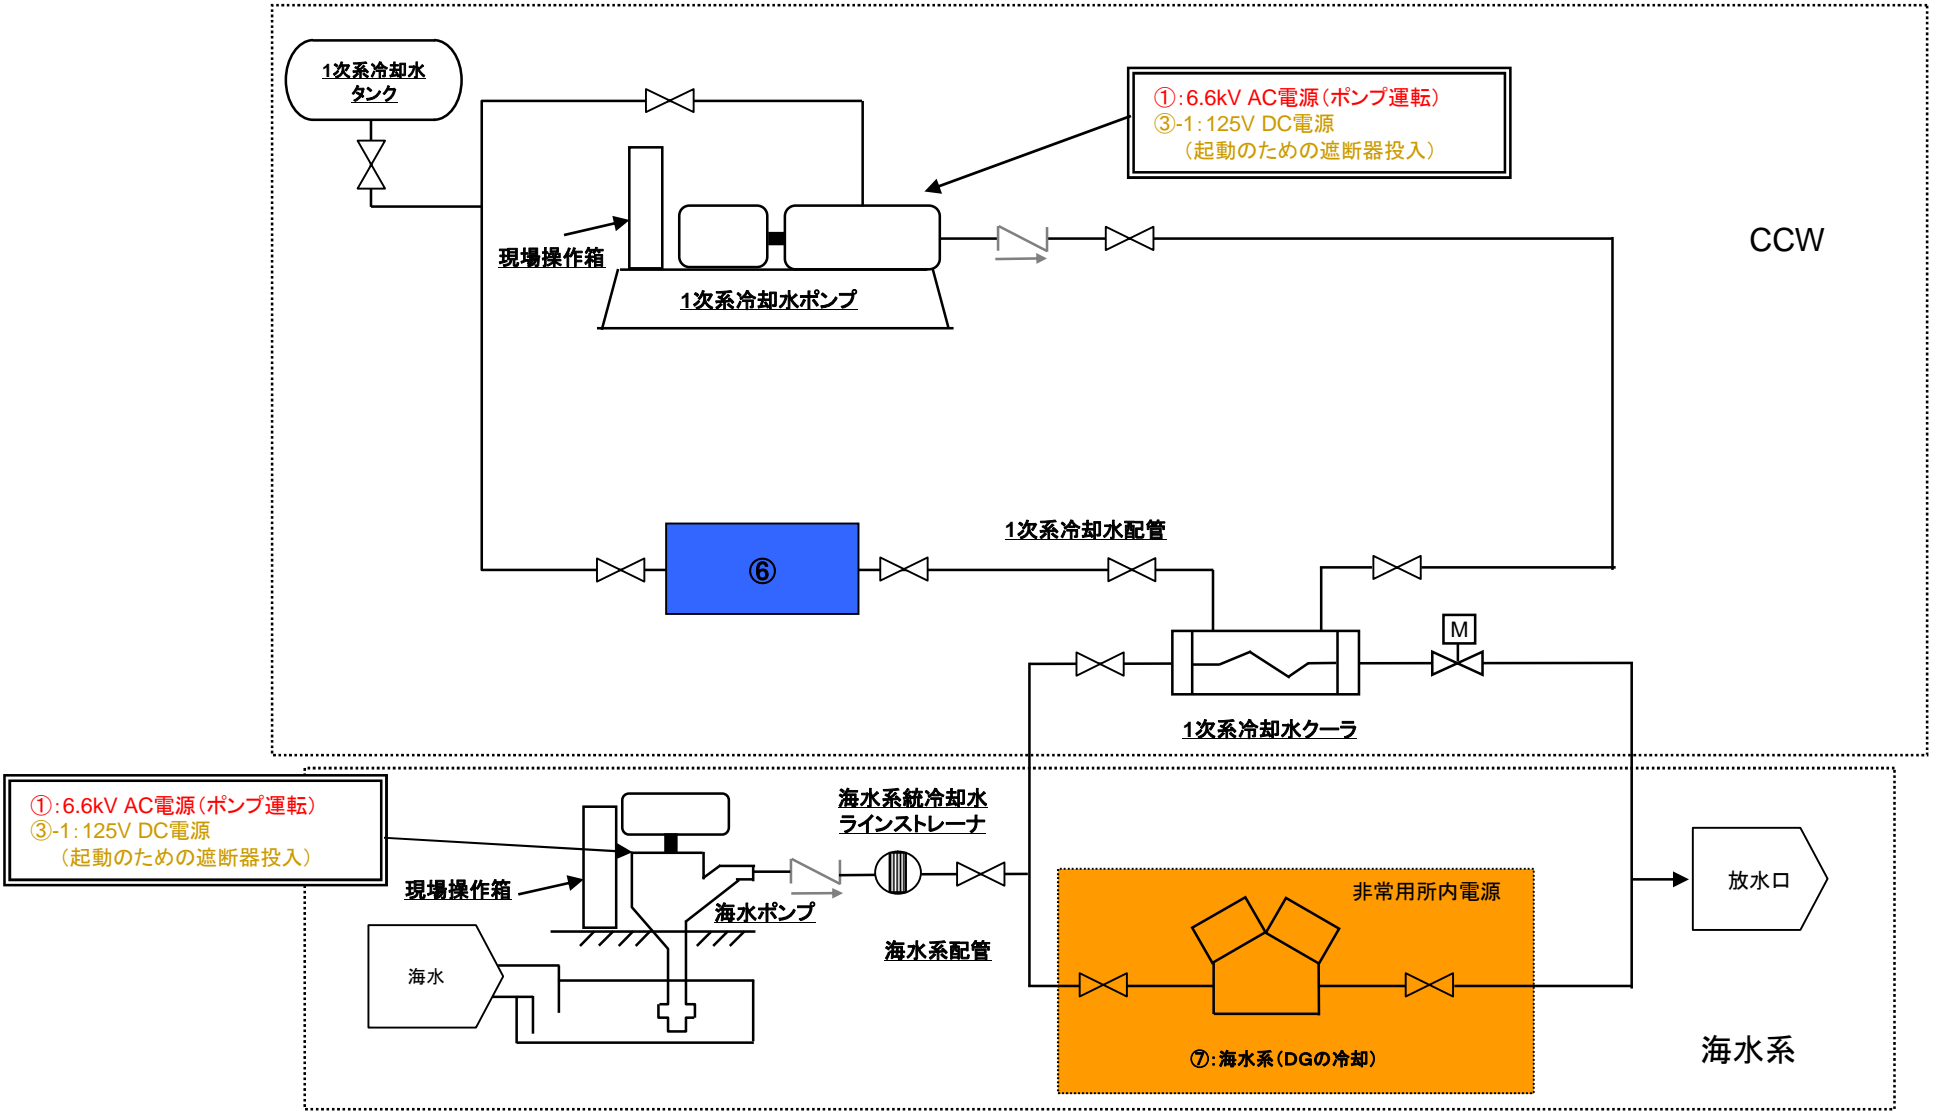 1次系冷却水
タンク
①:6.6kV AC電源(ポンプ運転)
③-1:125V DC電源
(起動のための遮断器投入)
CCW
現場操作箱
1次系冷却水ポンプ
1次系冷却水配管
⑥
M
1次系冷却水クーラ
①:6.6kV AC電源(ポンプ運転)
③-1:125V DC電源
(起動のための遮断器投入)
海水系統冷却水
ラインストレーナ
現場操作箱
海水ポンプ
非常用所内電源
放水口
海水系配管
海水
⑦:海水系(DGの冷却)
海水系